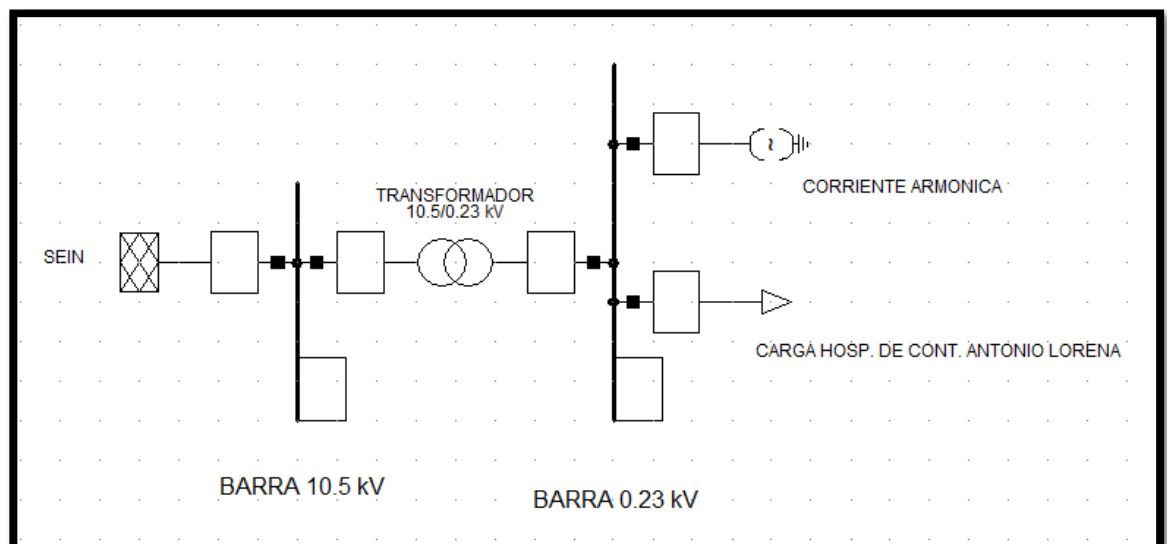 CORRIENTE ARMONICA
TRANSFORMADOR
10.5/0.23 kV
SEIN
CARGA HOSP. DE CONT. ANTONIO LORENA
BARRA 10.5 kV
BARRA 0.23 kV